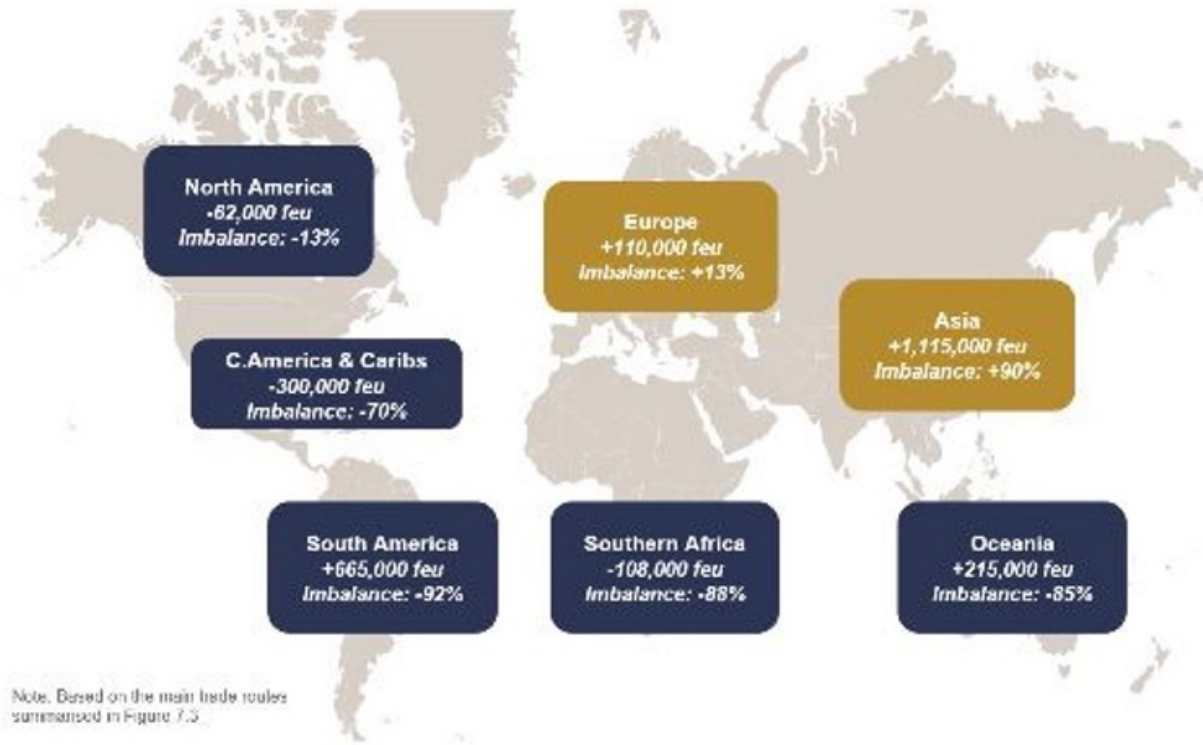 North America
-62,000 feu
Imbalance: -13%
Europe
+110,000 feu
Imbalance: +13%
Asia
+1,115,000 feu
Imbalance: +90%
C.America & Caribs
-300,000 feu
Imbalance: -70%
South America
+665,000 feu
Imbalance: -92%
Southern Africa
-108,000 feu
Imbalance: -88%
Oceania
+215,000 feu
Imbalance: -85%
Note. Based on the main trade routes
summarised in Figure 7.3